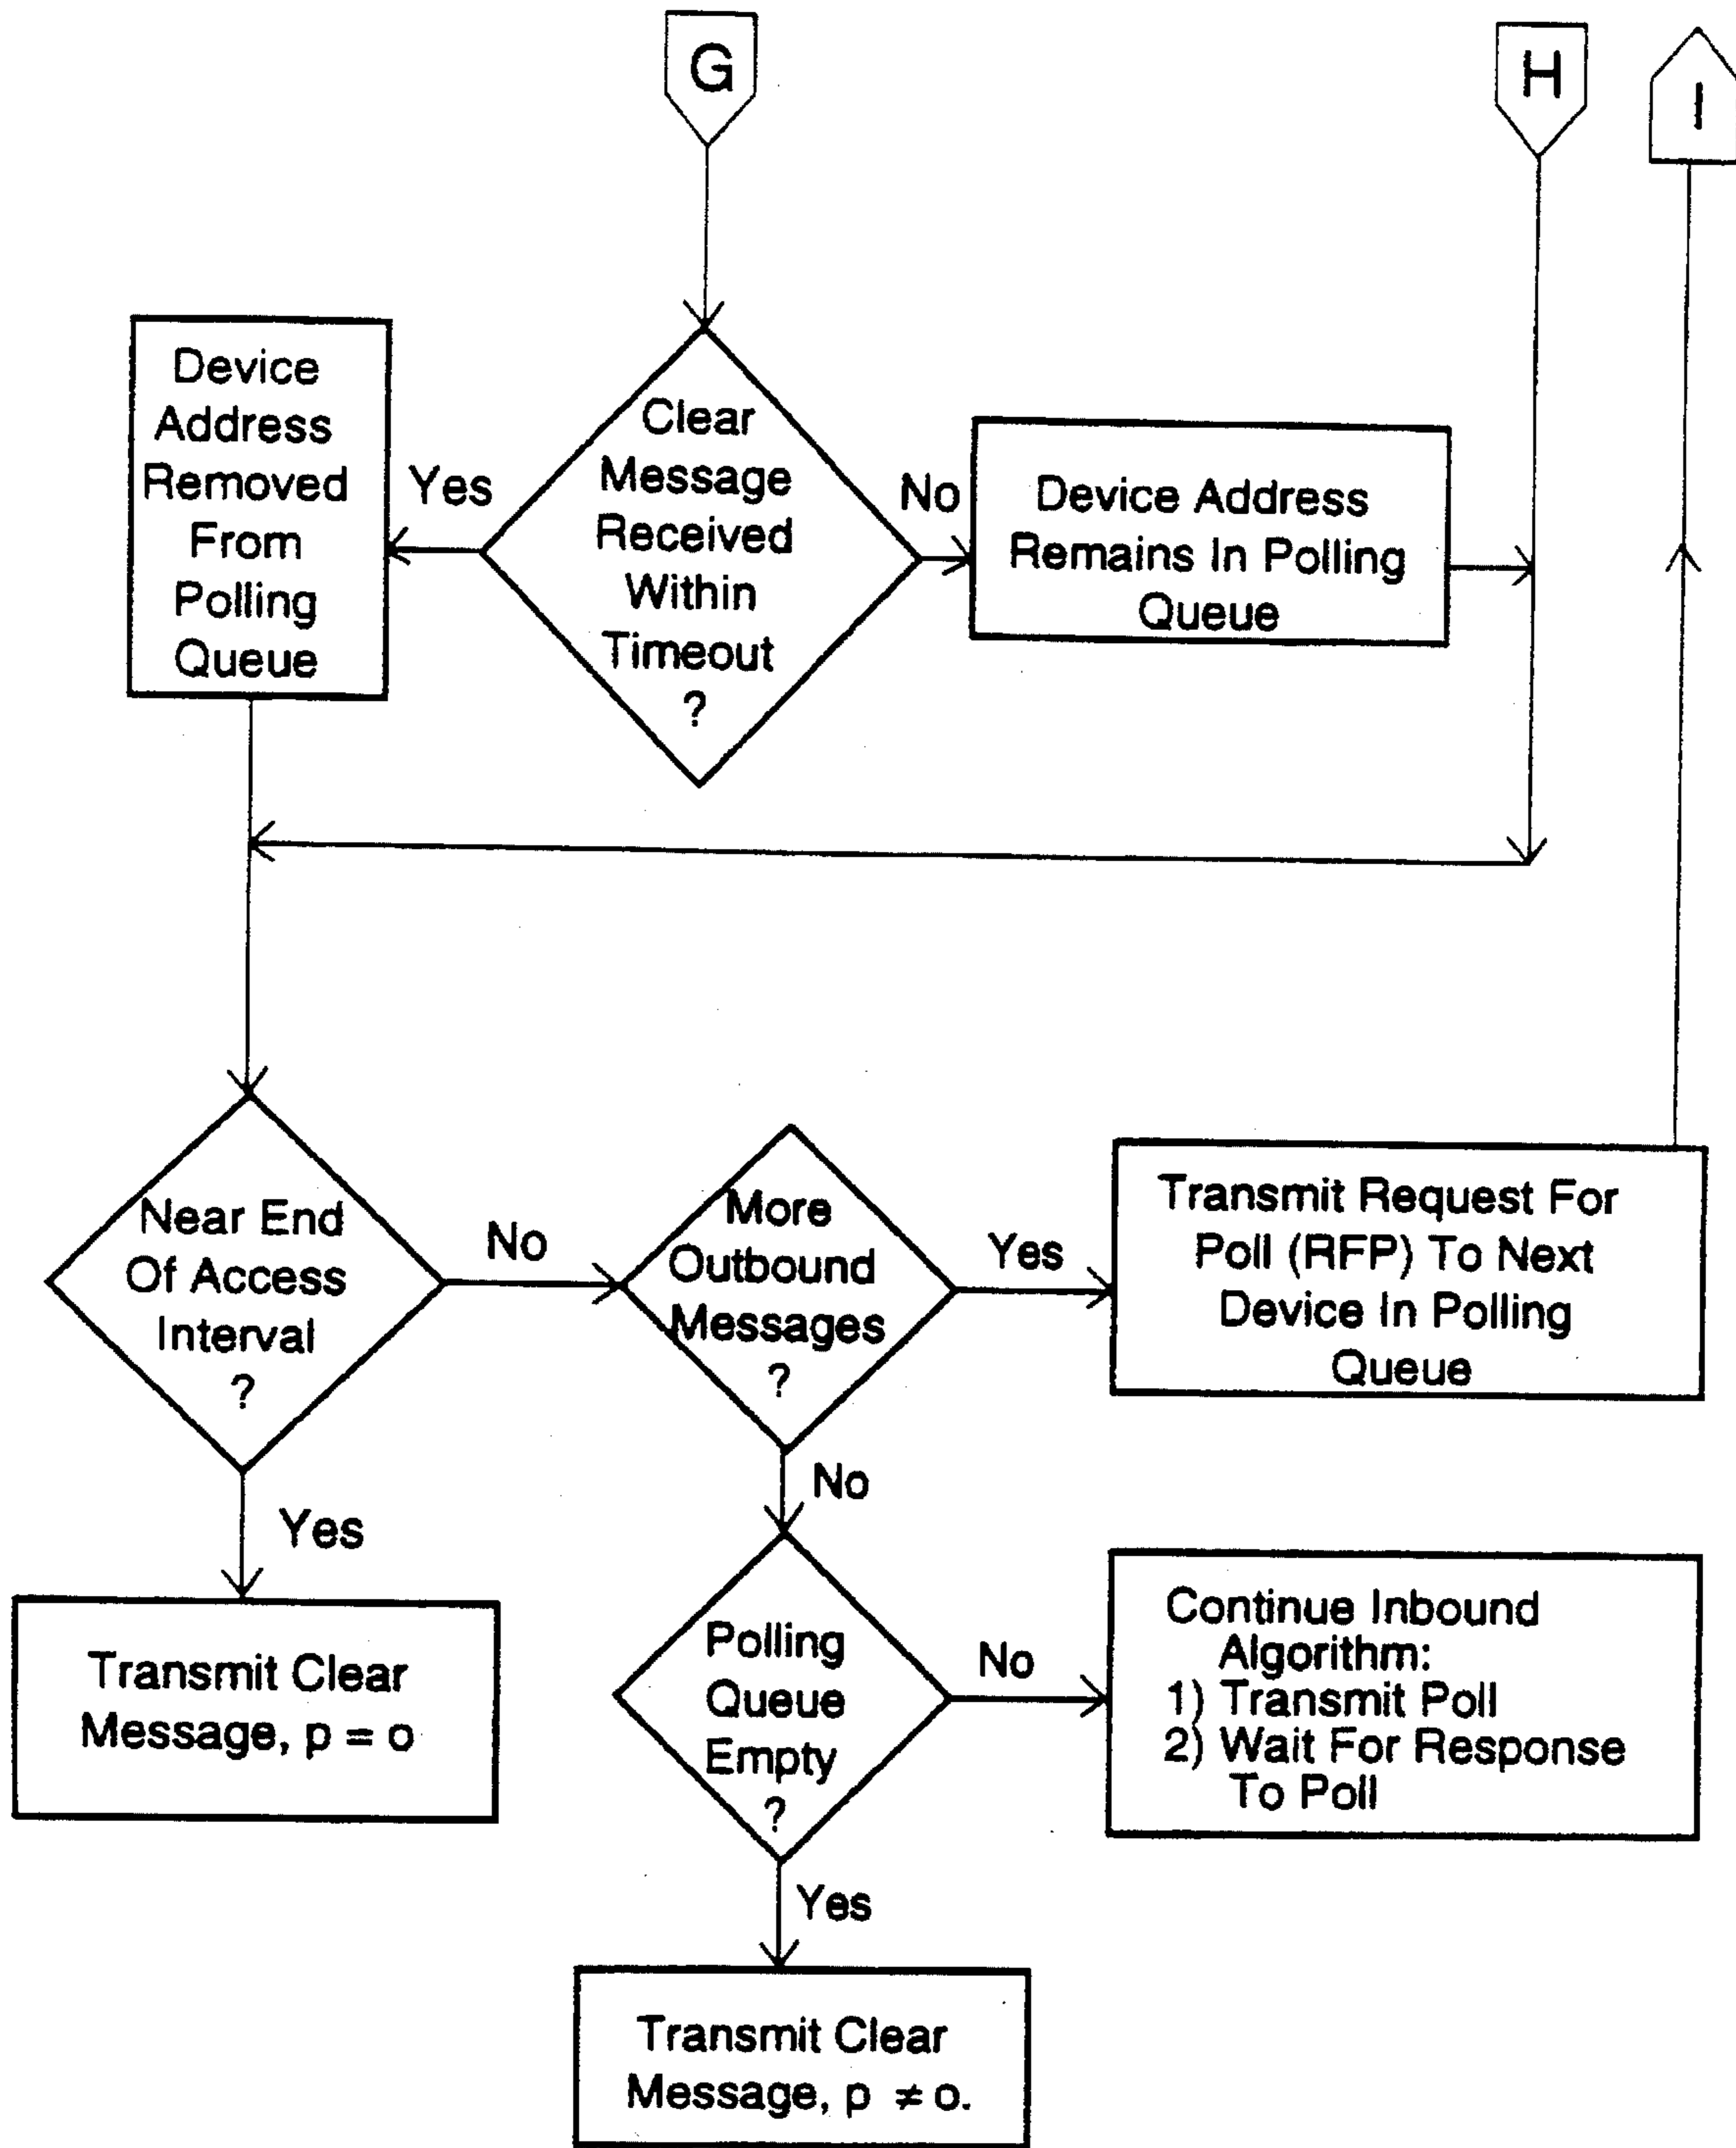 G
H
I
Device
Address
Removed
From
Polling
Queue
Yes
Clear
Message
Received
Within
Timeout
?
No
Device Address
Remains In Polling
Queue
Near End
Of Access
Interval
?
No
More
Outbound
Messages
?
Yes
Transmit Request For
Poll (RFP) To Next
Device In Polling
Queue
Yes
No
Transmit Clear
Message, p = o
Polling
Queue
Empty
?
No
Continue Inbound
Algorithm:
1) Transmit Poll
2) Wait For Response
To Poll
Yes
Transmit Clear
Message, p ≠ o.